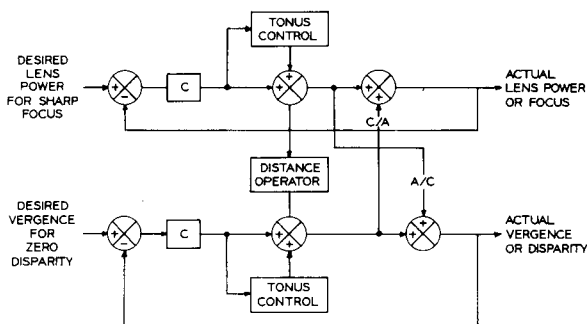 TONUS
CONTROL
DESIRED
LENS
POWER
FOR SHARP
FOCUS
+
−
C
+
+
+
+
ACTUAL
LENS POWER
OR FOCUS
C/A
DISTANCE
OPERATOR
A/C
DESIRED
VERGENCE
FOR
ZERO
DISPARITY
+
−
C
+
+
+
+
ACTUAL
VERGENCE
OR DISPARITY
TONUS
CONTROL